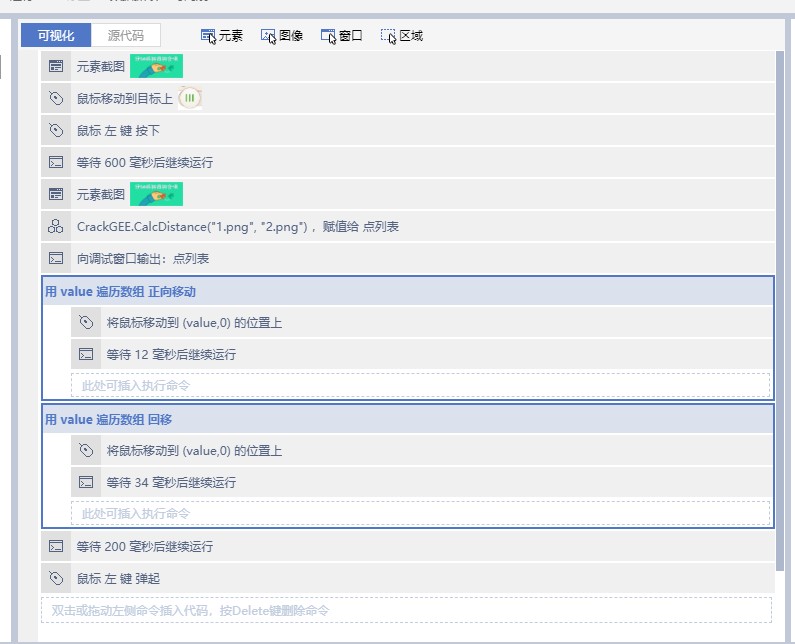 可视化 源代码 元素 图像 窗口 区域
元素截图
鼠标移动到目标上
鼠标 左 键 按下
等待 600 毫秒后继续运行
元素截图
CrackGEE.CalcDistance("1.png", "2.png") ，赋值给 点列表
向调试窗口输出：点列表
用 value 遍历数组 正向移动
将鼠标移动到 (value,0) 的位置上
等待 12 毫秒后继续运行
此处可插入执行命令
用 value 遍历数组 回移
将鼠标移动到 (value,0) 的位置上
等待 34 毫秒后继续运行
此处可插入执行命令
等待 200 毫秒后继续运行
鼠标 左 键 弹起
双击或拖动左侧命令插入代码，按Delete键删除命令